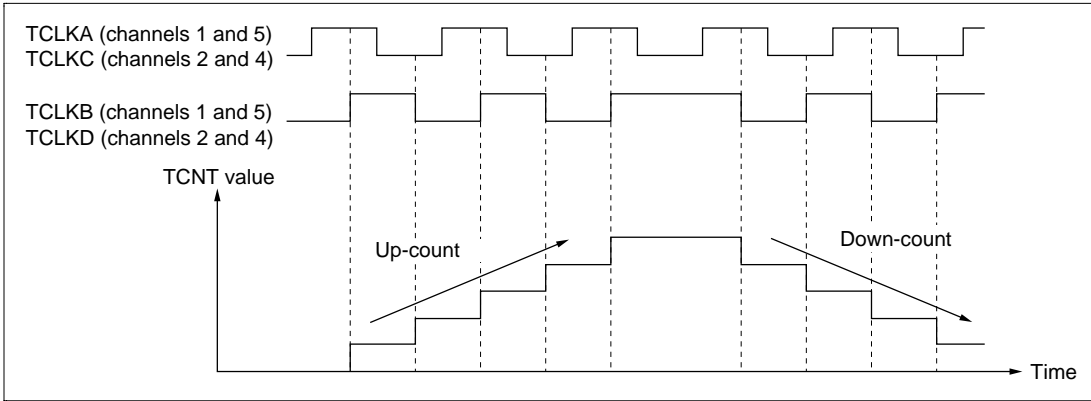 TCLKA (channels 1 and 5)
TCLKC (channels 2 and 4)
TCLKB (channels 1 and 5)
TCLKD (channels 2 and 4)
TCNT value
Up-count
Down-count
Time